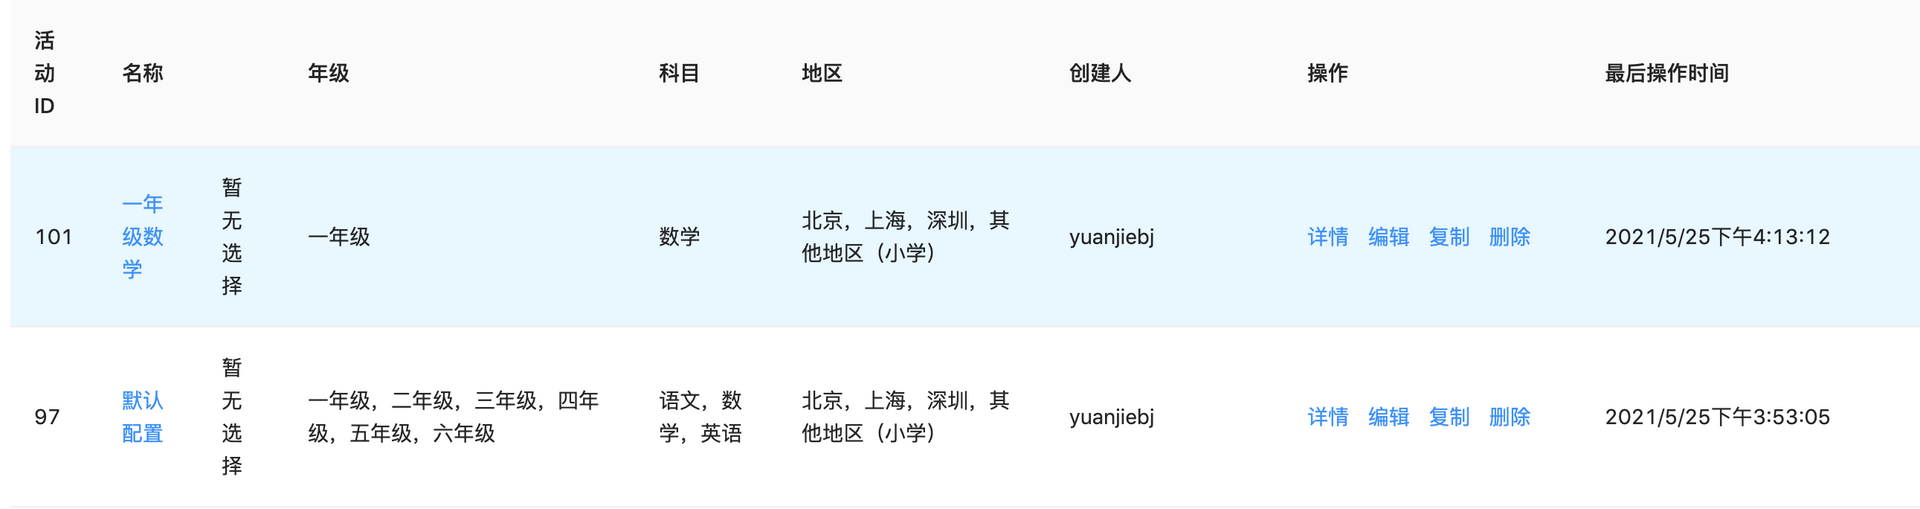 活
动
ID
名称
年级
科目
地区
创建人
操作
最后操作时间
101
一年
级数
学
暂
无
选
择
一年级
数学
北京，上海，深圳，其
他地区（小学）
yuanjiebj
详情 编辑 复制 删除
2021/5/25下午4:13:12
97
默认
配置
暂
无
选
择
一年级，二年级，三年级，四年
级，五年级，六年级
语文，数
学，英语
北京，上海，深圳，其
他地区（小学）
yuanjiebj
详情 编辑 复制 删除
2021/5/25下午3:53:05